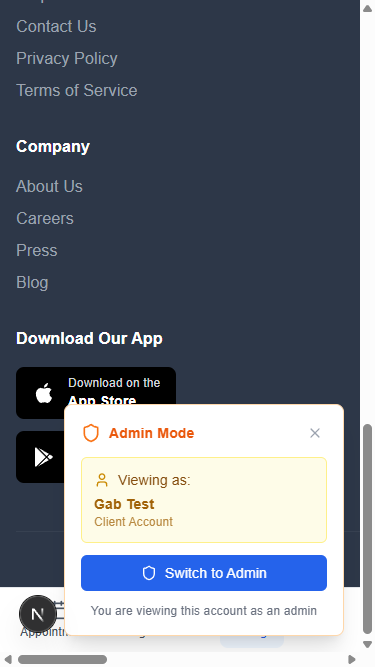 Contact Us
Privacy Policy
Terms of Service
Company
About Us
Careers
Press
Blog
Download Our App
Download on the
App Store
Admin Mode
Viewing as:
Gab Test
Client Account
Switch to Admin
You are viewing this account as an admin
N